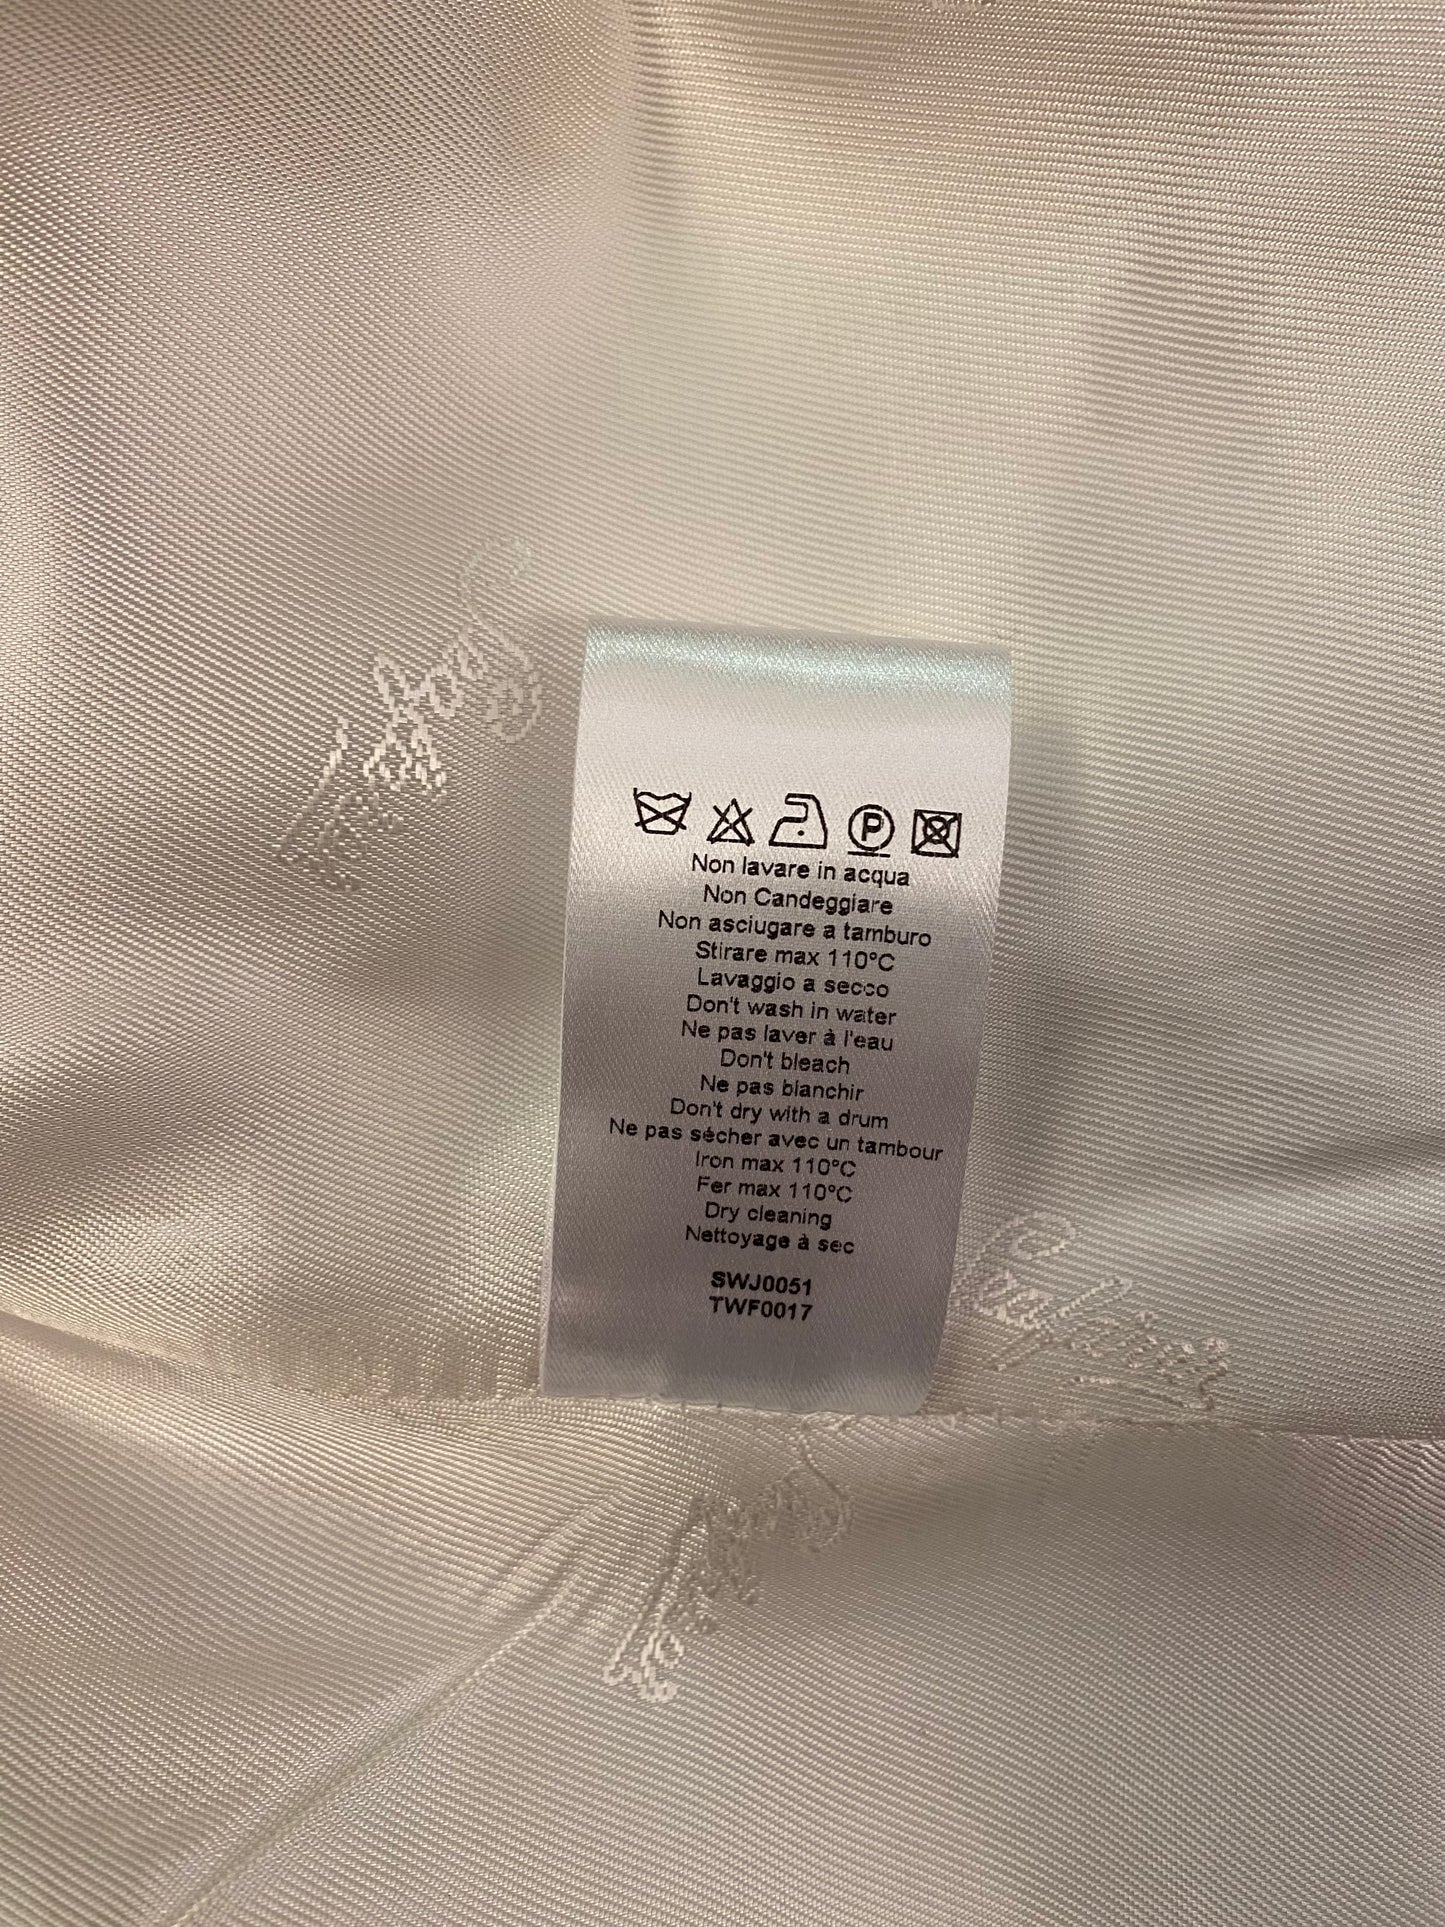 P
Non lavare in acqua
Non Candeggiare
Non asciugare a tamburo
Stirare max 110°C
Lavaggio a secco
Don't wash in water
Ne pas laver à l'eau
Don't bleach
Ne pas blanchir
Don't dry with a drum
Ne pas sécher avec un tambour
Iron max 110°C
Fer max 110°C
Dry cleaning
Nettoyage à sec
SWJ0051
TWF0017